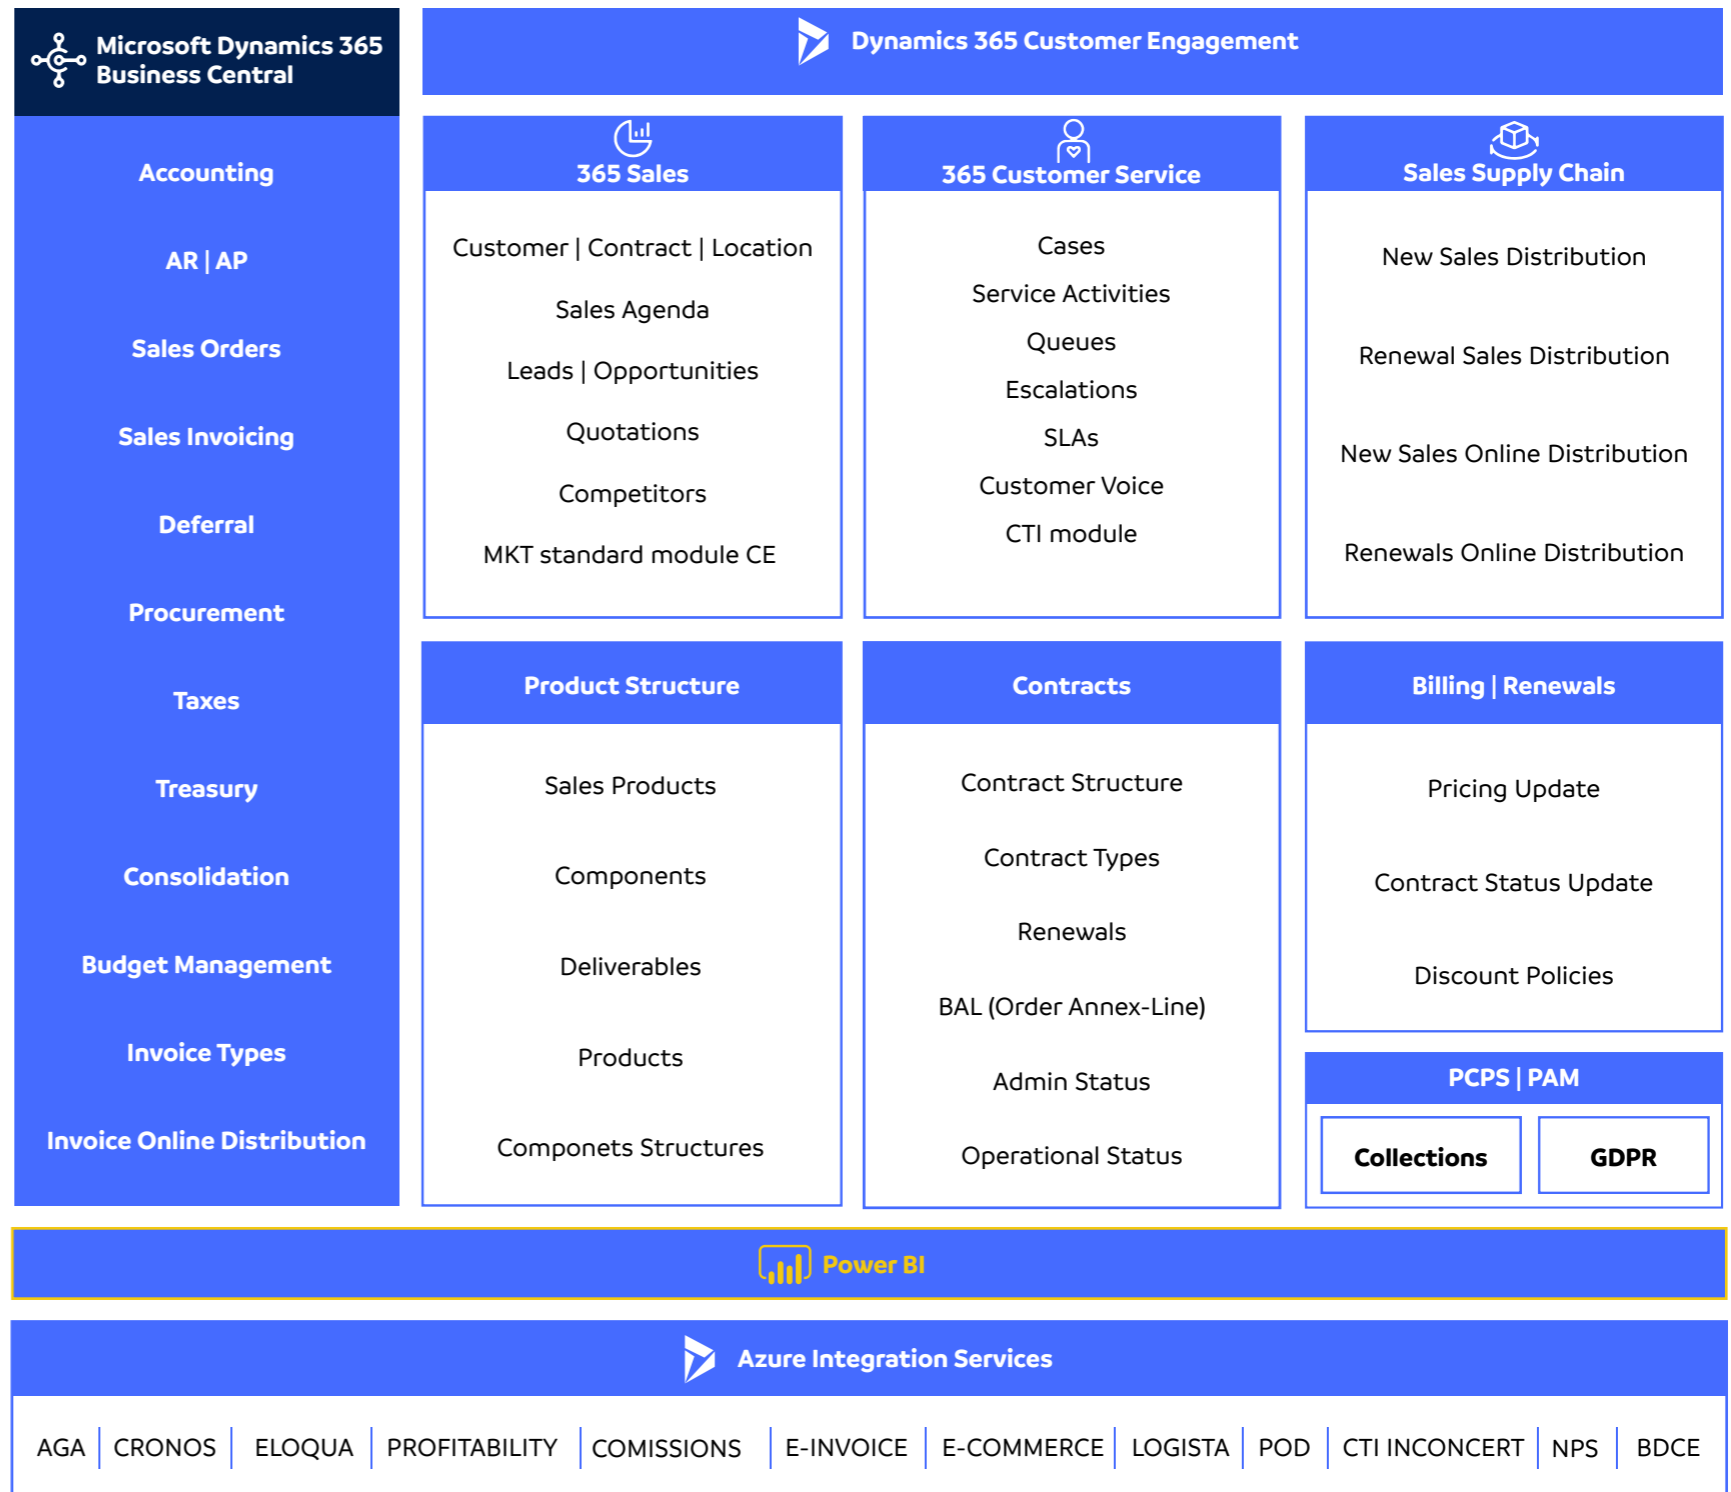 Microsoft Dynamics 365
Business Central
Accounting
AR | AP
Sales Orders
Sales Invoicing
Deferral
Procurement
Taxes
Treasury
Consolidation
Budget Management
Invoice Types
Invoice Online Distribution
Dynamics 365 Customer Engagement
365 Sales
Customer | Contract | Location
Sales Agenda
Leads | Opportunities
Quotations
Competitors
MKT standard module CE
365 Customer Service
Cases
Service Activities
Queues
Escalations
SLAs
Customer Voice
CTI module
Sales Supply Chain
New Sales Distribution
Renewal Sales Distribution
New Sales Online Distribution
Renewals Online Distribution
Product Structure
Sales Products
Components
Deliverables
Products
Componets Structures
Contracts
Contract Structure
Contract Types
Renewals
BAL (Order Annex-Line)
Admin Status
Operational Status
Billing | Renewals
Pricing Update
Contract Status Update
Discount Policies
PCPS | PAM
Collections
GDPR
Power BI
Azure Integration Services
AGA | CRONOS | ELOQUA | PROFITABILITY | COMISSIONS | E-INVOICE | E-COMMERCE | LOGISTA | POD | CTI INCONCERT | NPS | BDCE